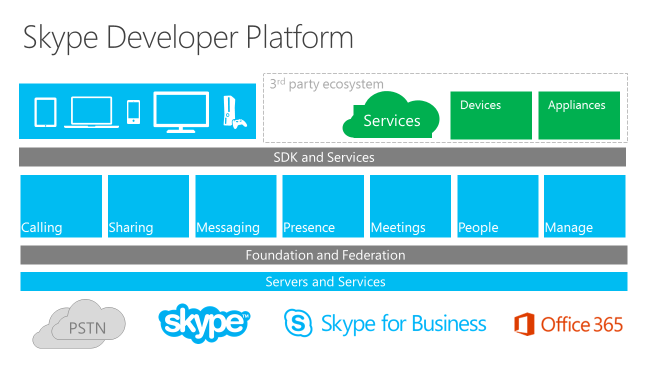 Skype Developer Platform
3rd party ecosystem
Services
Devices
Appliances
SDK and Services
Calling
Sharing
Messaging
Presence
Meetings
People
Manage
Foundation and Federation
Servers and Services
PSTN
skype™
Skype for Business
Office 365